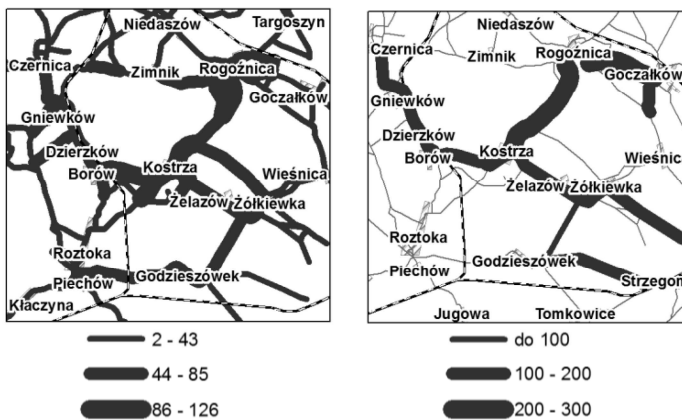 Niedaszów
Targoszyn
Czernica
Zimnik
Rogoźnica
Goczałków
Gniewków
Dzierzków
Borów
Kostrza
Wieśnica
Żelazów
Żółkiewka
Roztoka
Piechów
Godzieszówek
Kłaczyna
2 - 43
44 - 85
86 - 126
Niedaszów
Czernica
Zimnik
Rogoźnica
Goczałków
Gniewków
Dzierzków
Borów
Kostrza
Wieśnica
Żelazów
Żółkiewka
Roztoka
Piechów
Godzieszówek
Strzegom
Jugowa
Tomkowice
do 100
100 - 200
200 - 300